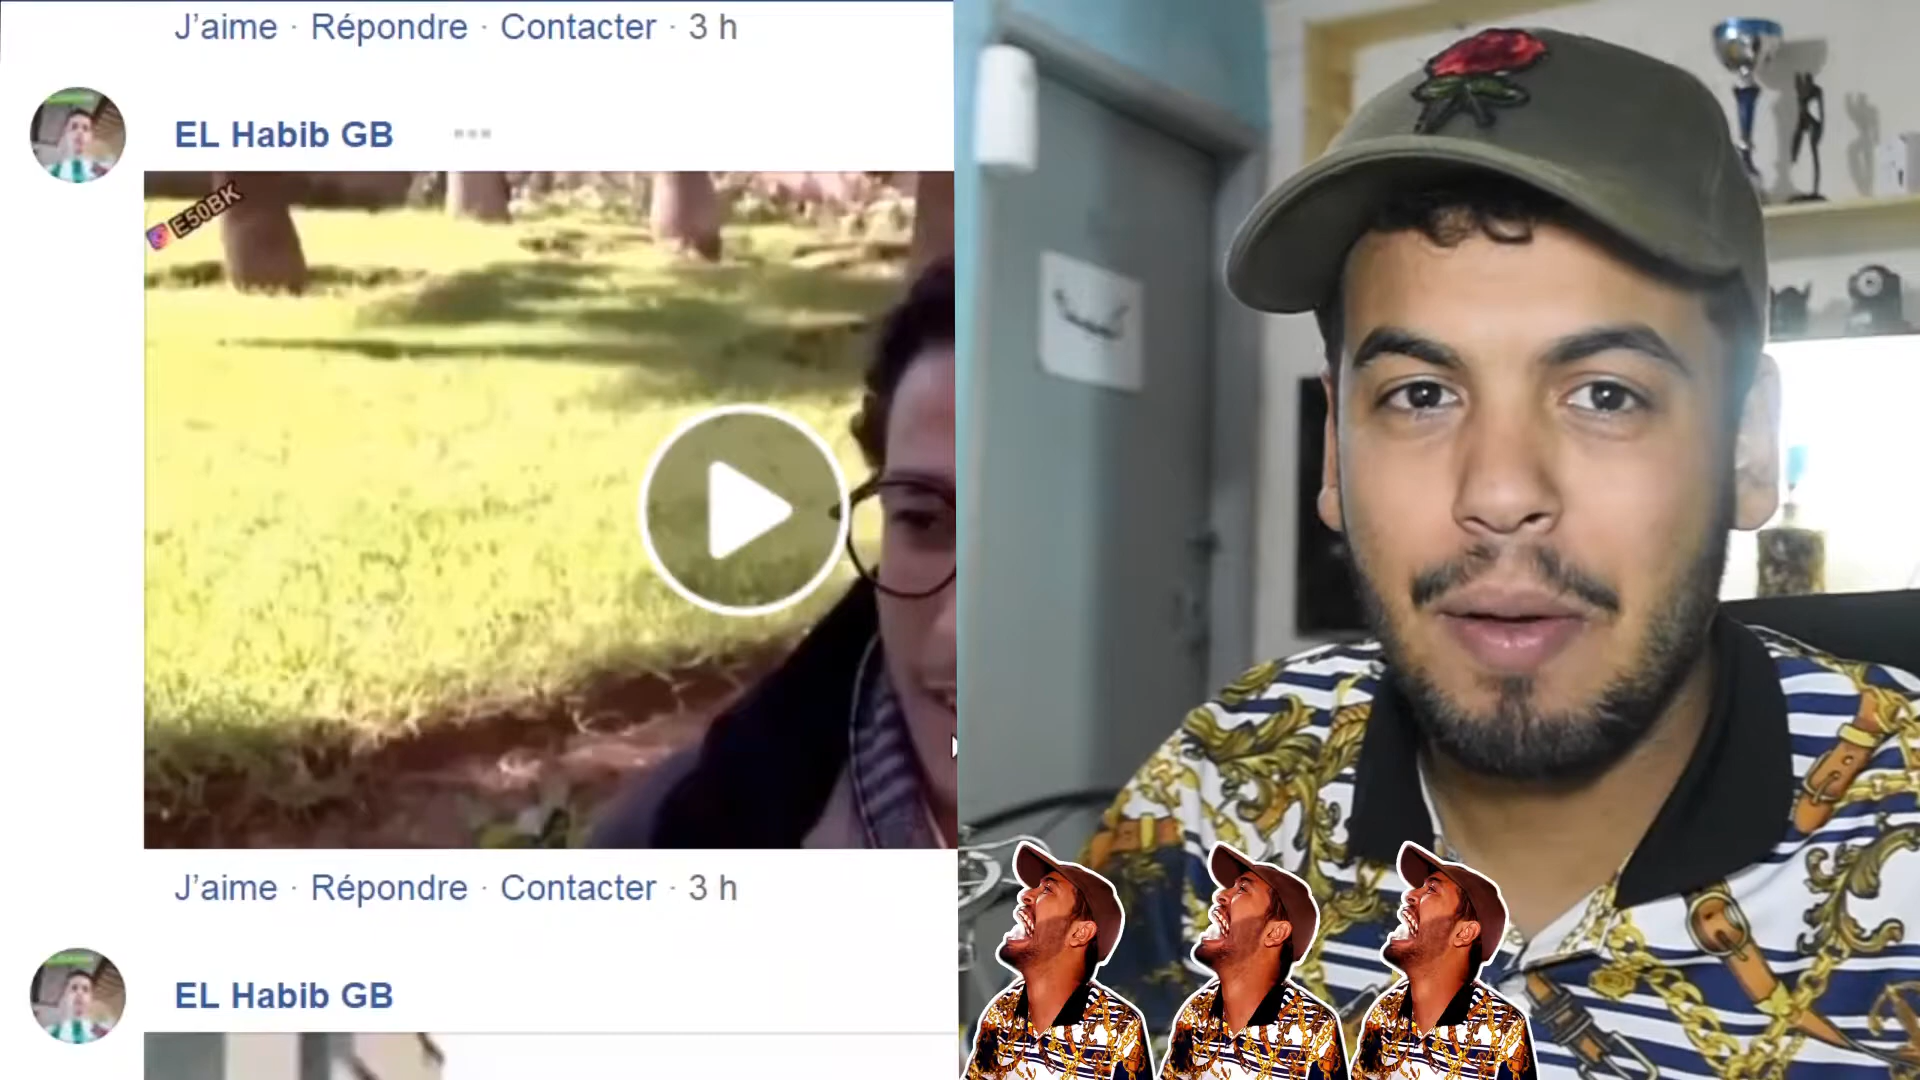 J'aime · Répondre · Contacter · 3 h
EL Habib GB
E50BK
J'aime · Répondre · Contacter · 3 h
EL Habib GB